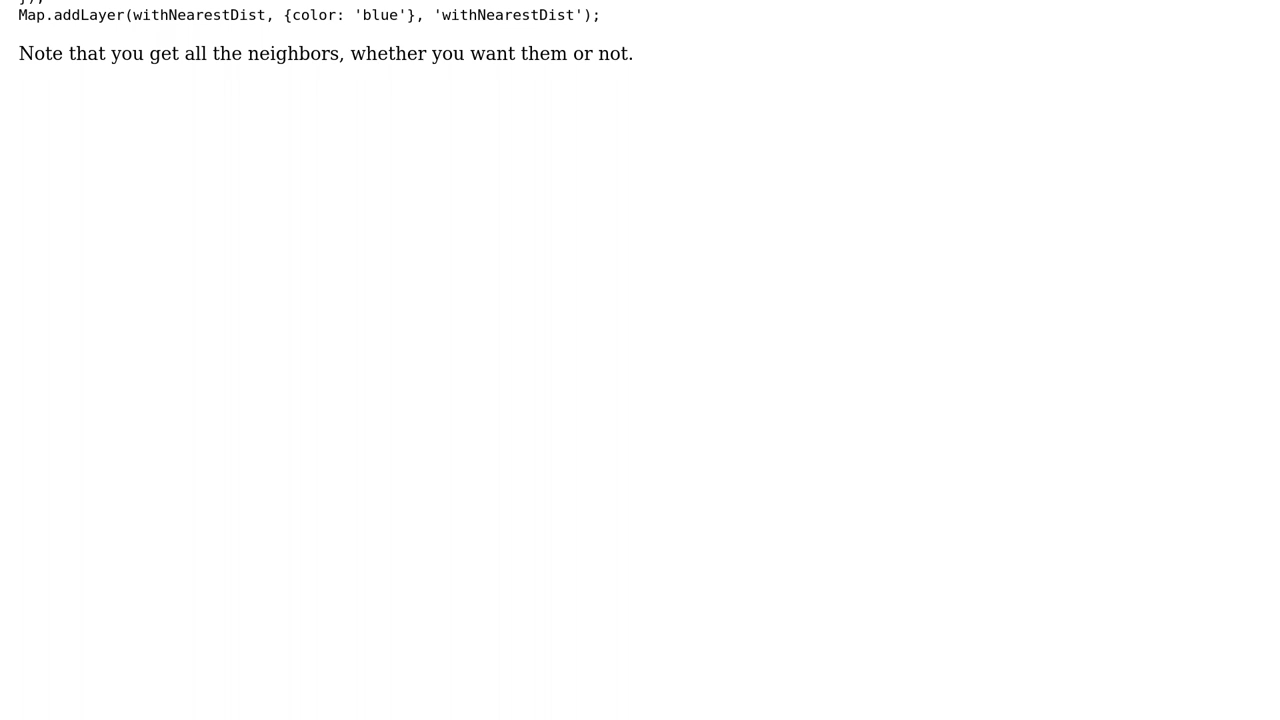 });
Map.addLayer(withNearestDist, {color: 'blue'}, 'withNearestDist');
Note that you get all the neighbors, whether you want them or not.